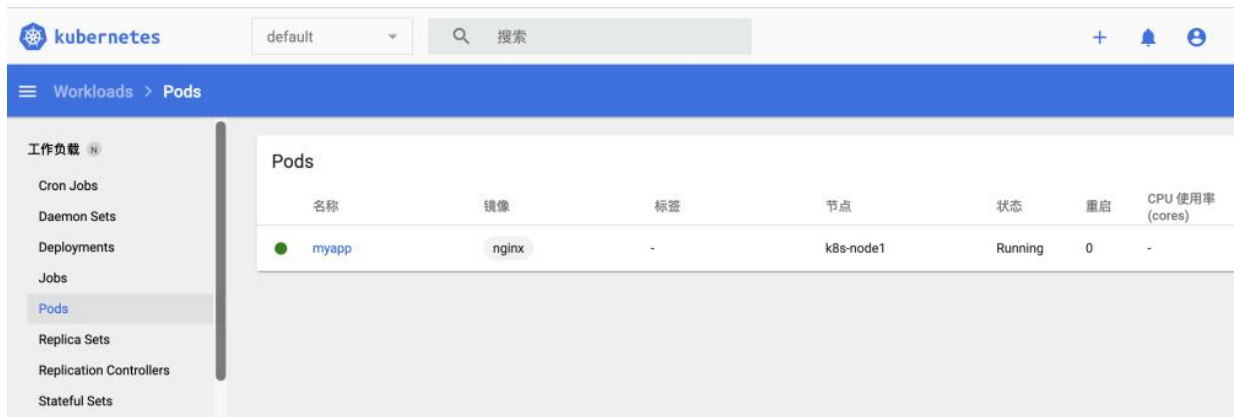 kubernetes default 搜索
Workloads > Pods
工作负载 N
Cron Jobs
Daemon Sets
Deployments
Jobs
Pods
Replica Sets
Replication Controllers
Stateful Sets
Pods
名称 镜像 标签 节点 状态 重启 CPU 使用率
(cores)
myapp nginx - k8s-node1 Running 0 -